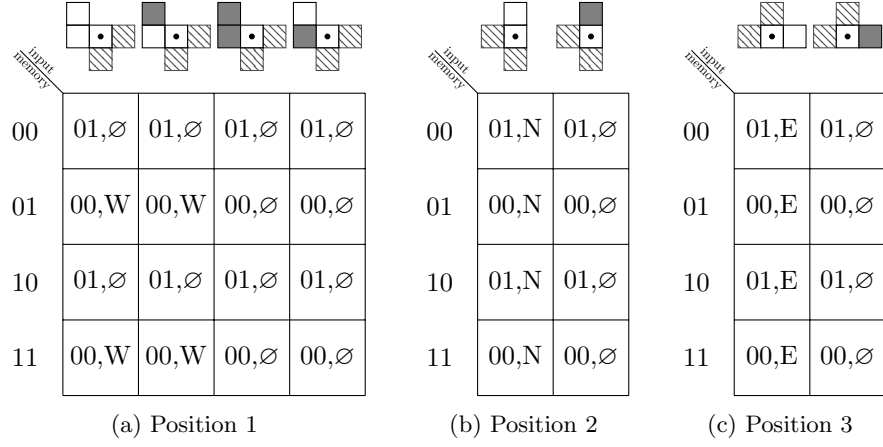 input memory input memory input memory
00 01,∅ 01,∅ 01,∅ 01,∅ 00 01,N 01,∅ 00 01,E 01,∅
01 00,W 00,W 00,∅ 00,∅ 01 00,N 00,∅ 01 00,E 00,∅
10 01,∅ 01,∅ 01,∅ 01,∅ 10 01,N 01,∅ 10 01,E 01,∅
11 00,W 00,W 00,∅ 00,∅ 11 00,N 00,∅ 11 00,E 00,∅
(a) Position 1 (b) Position 2 (c) Position 3